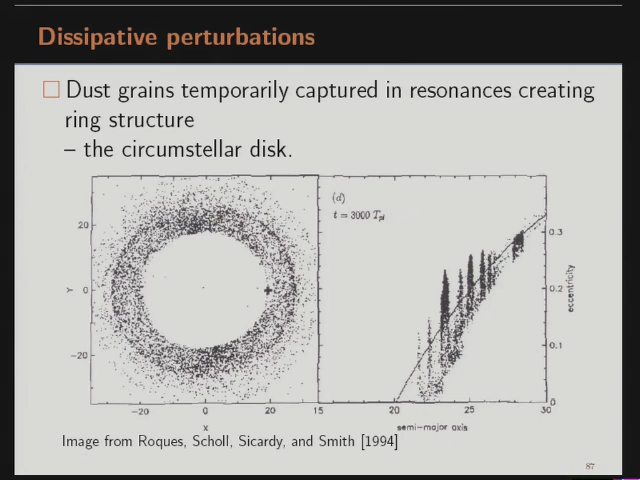 Dissipative perturbations
Dust grains temporarily captured in resonances creating
ring structure
– the circumstellar disk.
(d)
t = 3000 T_pl
20
0
−20
Y
−20
0
20
X
0.3
0.2
0.1
0
eccentricity
15
20
25
30
semi−major axis
Image from Roques, Scholl, Sicardy, and Smith [1994]
87